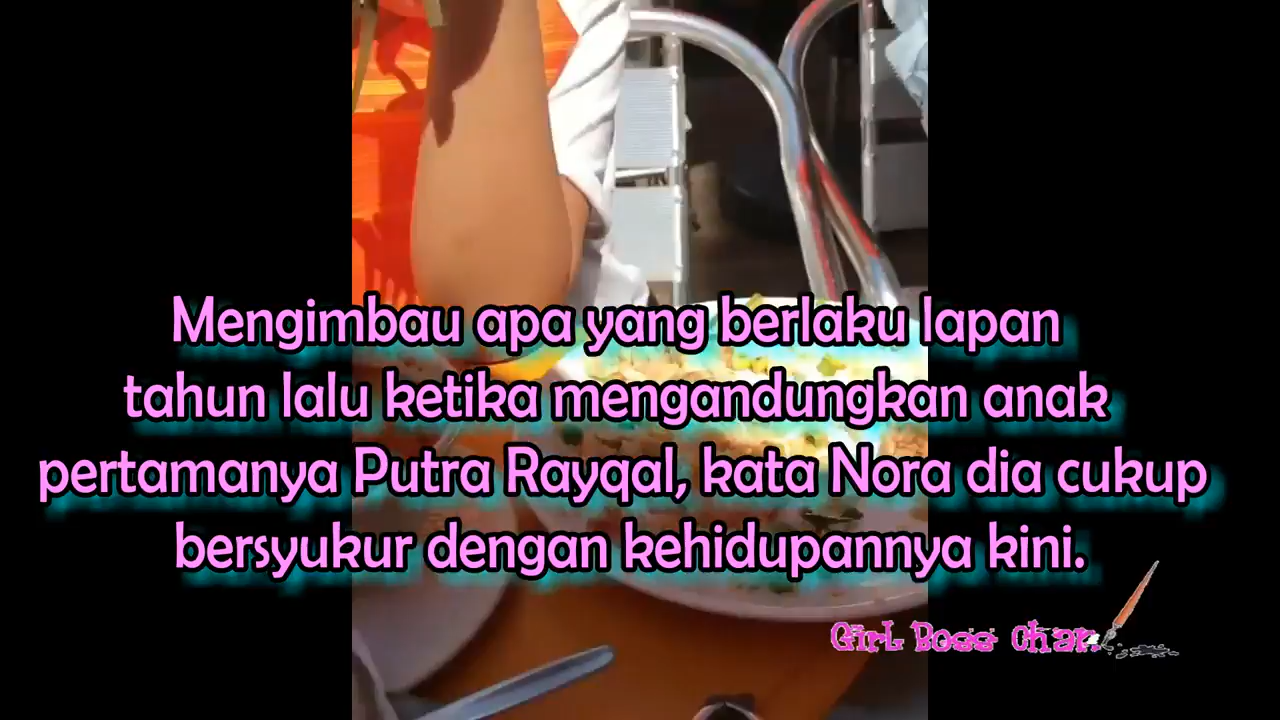 Mengimbau apa yang berlaku lapan
tahun lalu ketika mengandungkan anak
pertamanya Putra Rayqal, kata Nora dia cukup
bersyukur dengan kehidupannya kini.
Girl Boss Chan